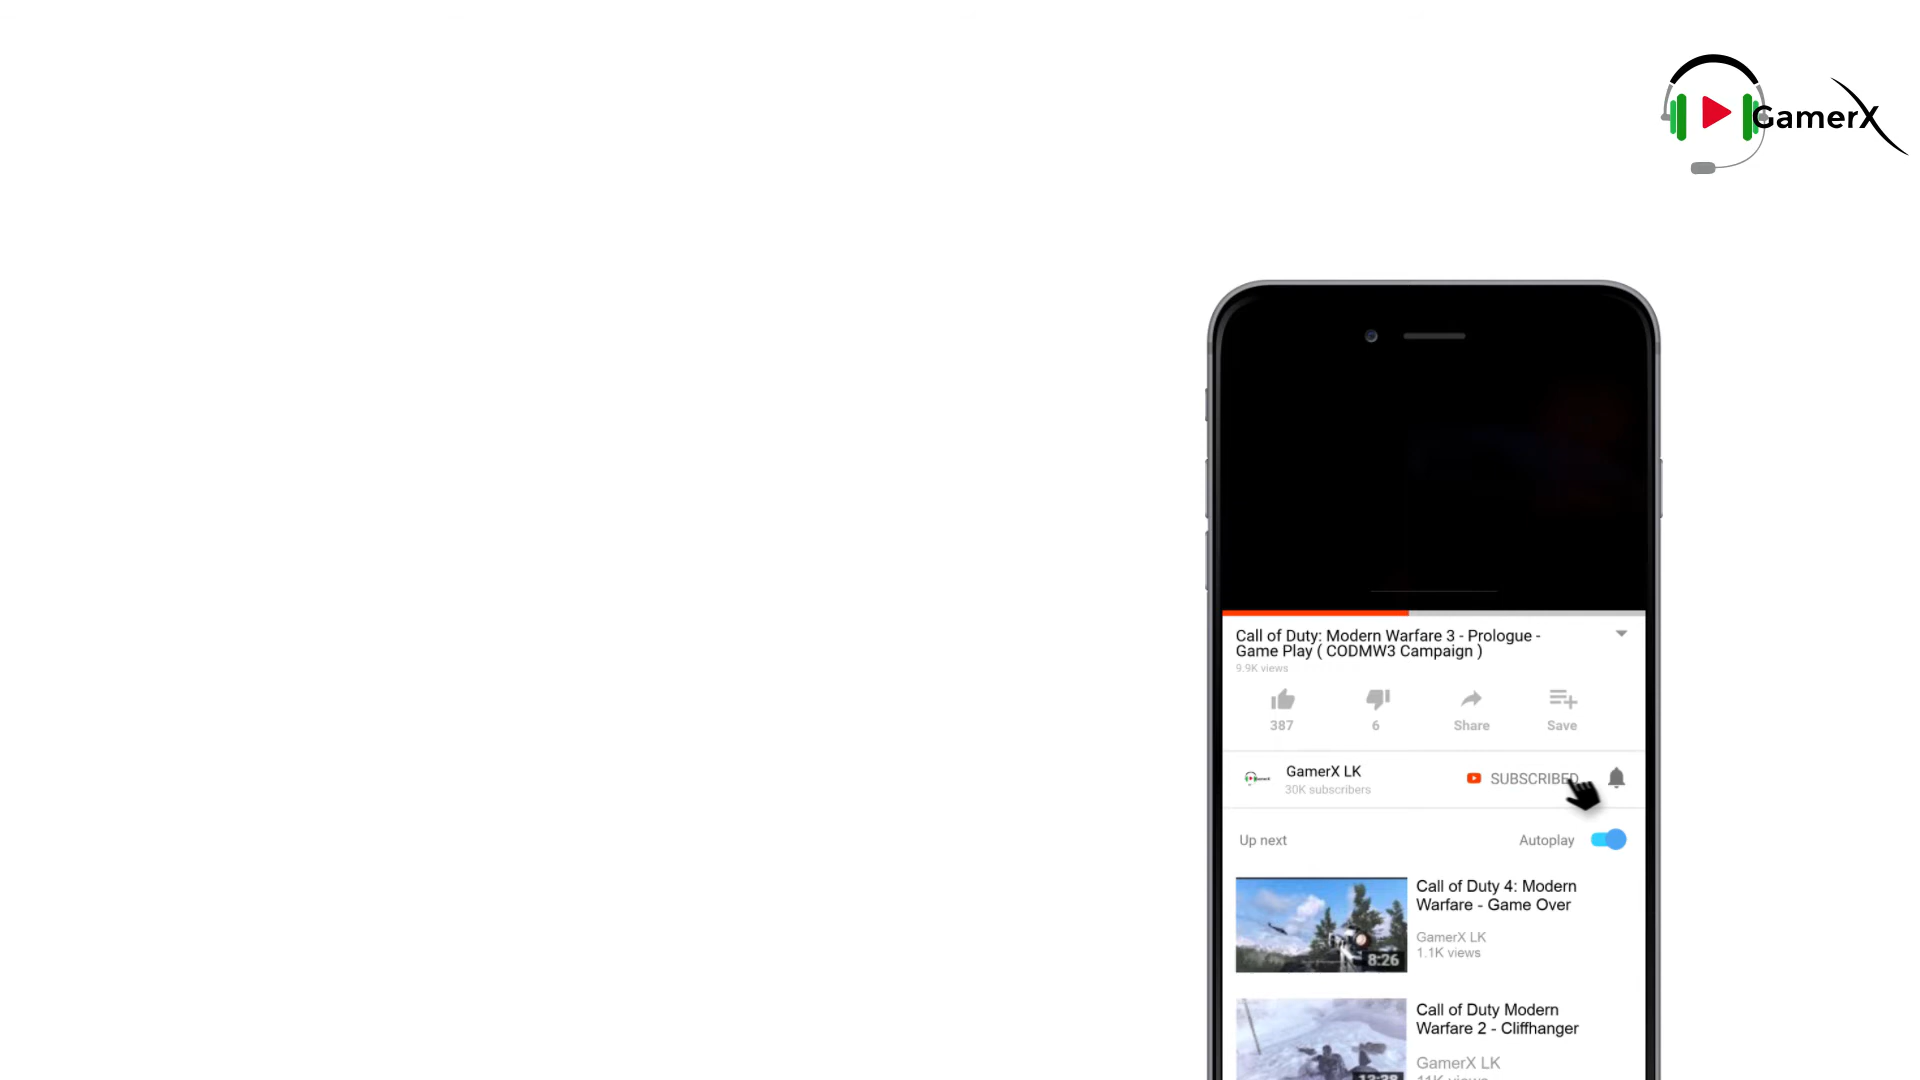 GamerX
Call of Duty: Modern Warfare 3 - Prologue -
Game Play ( CODMW3 Campaign )
9.9K views
387
6
Share
Save
GamerX LK
30K subscribers
SUBSCRIBED
Up next
Autoplay
Call of Duty 4: Modern
Warfare - Game Over
GamerX LK
1.1K views
8:26
Call of Duty Modern
Warfare 2 - Cliffhanger
GamerX LK
11K views